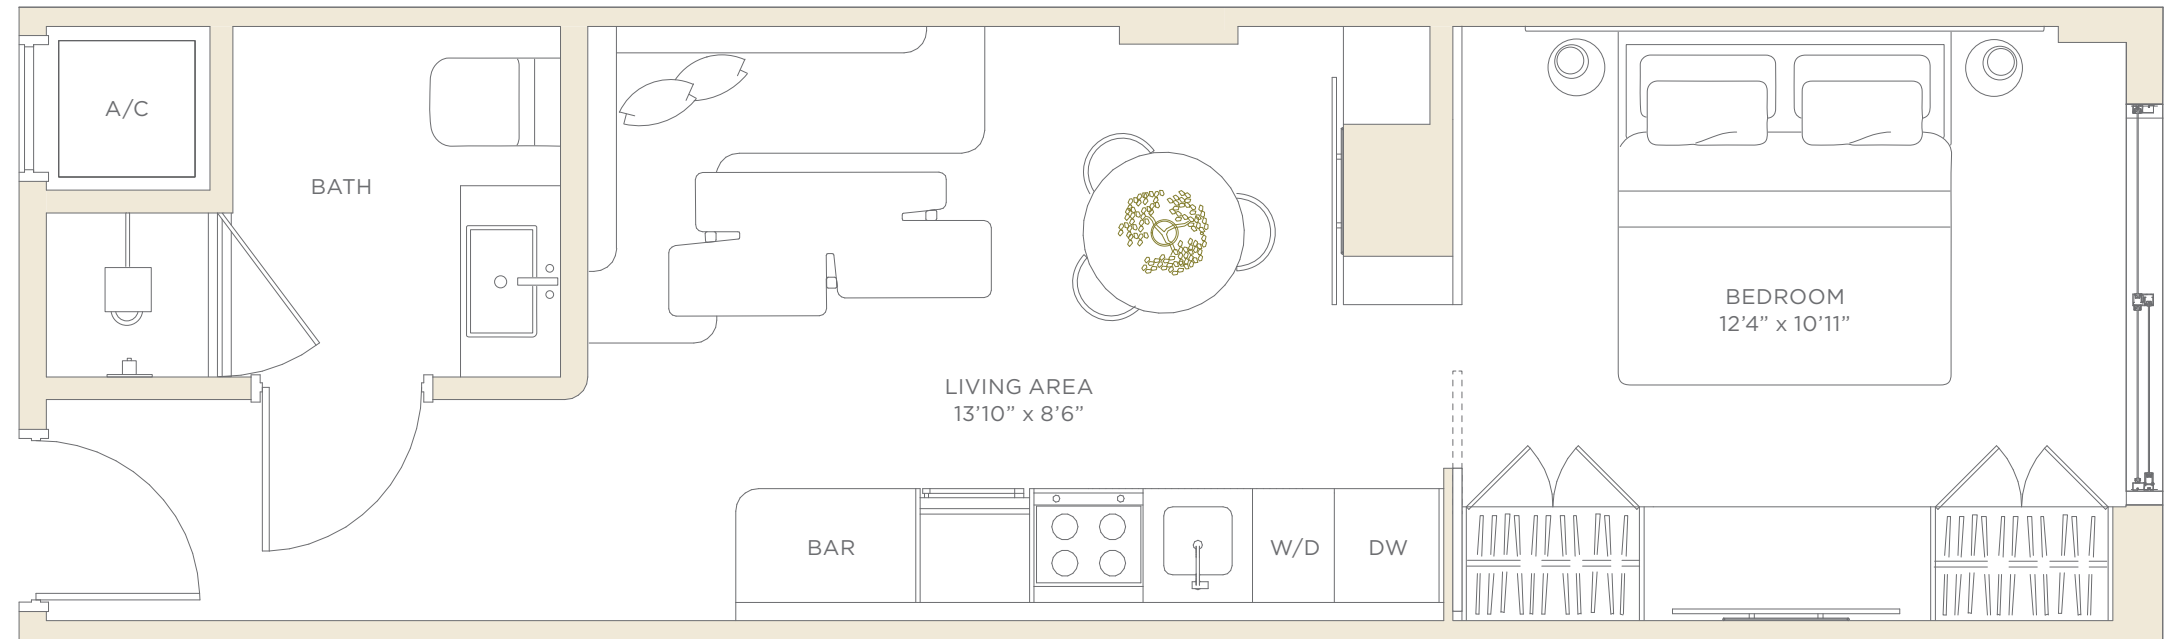 A/C
BATH
BEDROOM
12’4” x 10’11”
LIVING AREA
13’10” x 8’6”
BAR
W/D
DW